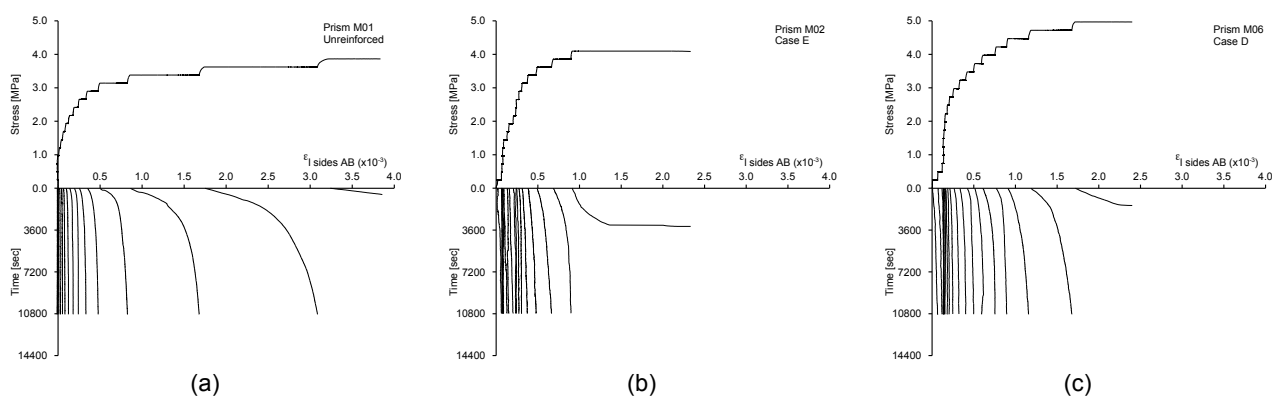 Prism M01
Unreinforced
5.0
4.0
3.0
2.0
1.0
0.0
Stress [MPa]
εl sides AB (x10-3)
0.5 1.0 1.5 2.0 2.5 3.0 3.5 4.0
3600
7200
10800
14400
Time [sec]
(a)
Prism M02
Case E
5.0
4.0
3.0
2.0
1.0
0.0
Stress [MPa]
εl sides AB (x10-3)
0.5 1.0 1.5 2.0 2.5 3.0 3.5 4.0
3600
7200
10800
14400
Time [sec]
(b)
Prism M06
Case D
5.0
4.0
3.0
2.0
1.0
0.0
Stress [MPa]
εl sides AB (x10-3)
0.5 1.0 1.5 2.0 2.5 3.0 3.5 4.0
3600
7200
10800
14400
Time [sec]
(c)